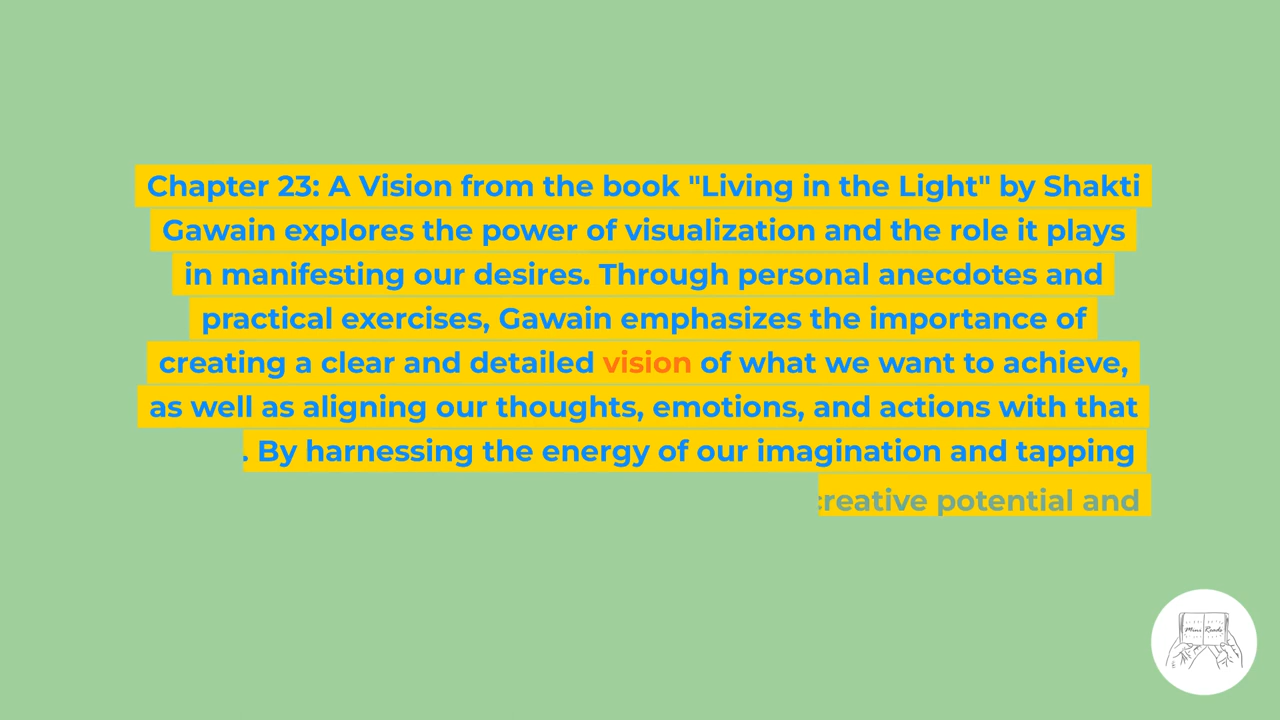 Chapter 23: A Vision from the book "Living in the Light" by Shakti
Gawain explores the power of visualization and the role it plays
in manifesting our desires. Through personal anecdotes and
practical exercises, Gawain emphasizes the importance of
creating a clear and detailed vision of what we want to achieve,
as well as aligning our thoughts, emotions, and actions with that
. By harnessing the energy of our imagination and tapping
creative potential and
Mini Reads